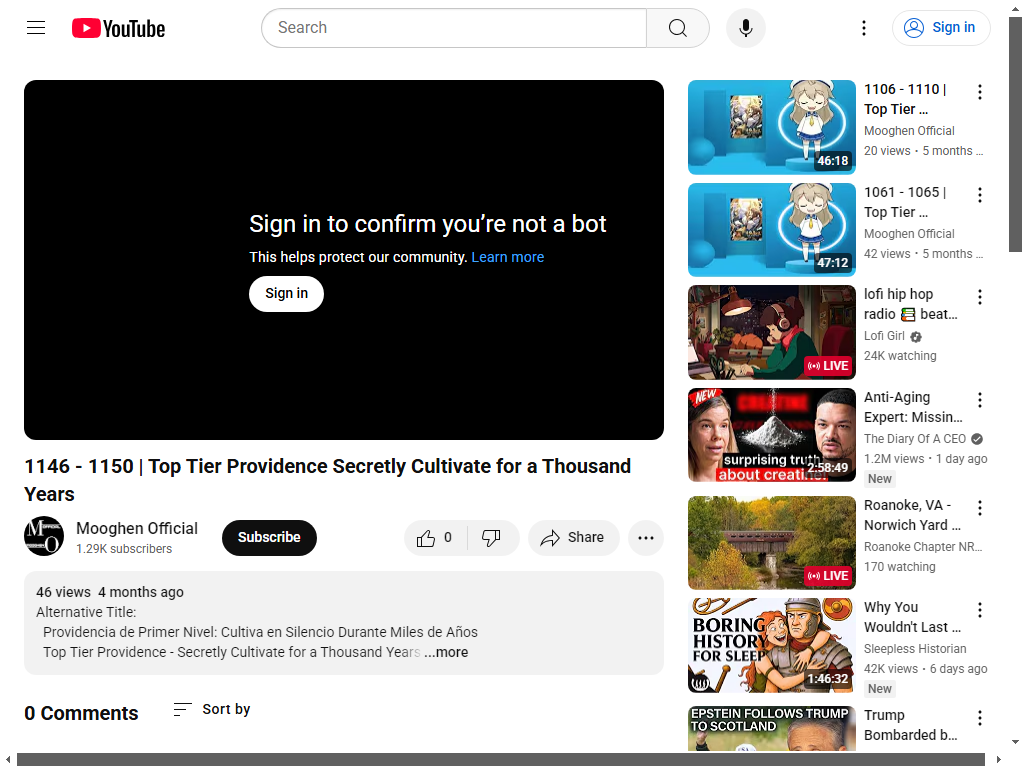 YouTube
Search
Sign in
Sign in to confirm you’re not a bot
This helps protect our community. Learn more
Sign in
1146 - 1150 | Top Tier Providence Secretly Cultivate for a Thousand
Years
Mooghen Official
1.29K subscribers
Subscribe
0
Share
46 views 4 months ago
Alternative Title:
Providencia de Primer Nivel: Cultiva en Silencio Durante Miles de Años
Top Tier Providence - Secretly Cultivate for a Thousand Years ...more
0 Comments
Sort by
46:18
1106 - 1110 |
Top Tier …
Mooghen Official
20 views • 5 months …
47:12
1061 - 1065 |
Top Tier …
Mooghen Official
42 views • 5 months …
LIVE
lofi hip hop
radio 📚 beat…
Lofi Girl
24K watching
NEW
CREATINE
surprising truth
about creatine
2:58:49
Anti-Aging
Expert: Missin…
The Diary Of A CEO
1.2M views • 1 day ago
New
LIVE
Roanoke, VA -
Norwich Yard …
Roanoke Chapter NR…
170 watching
BORING
HISTORY
FOR SLEEP
1:46:32
Why You
Wouldn't Last …
Sleepless Historian
42K views • 6 days ago
New
EPSTEIN FOLLOWS TRUMP
TO SCOTLAND
Trump
Bombarded b…